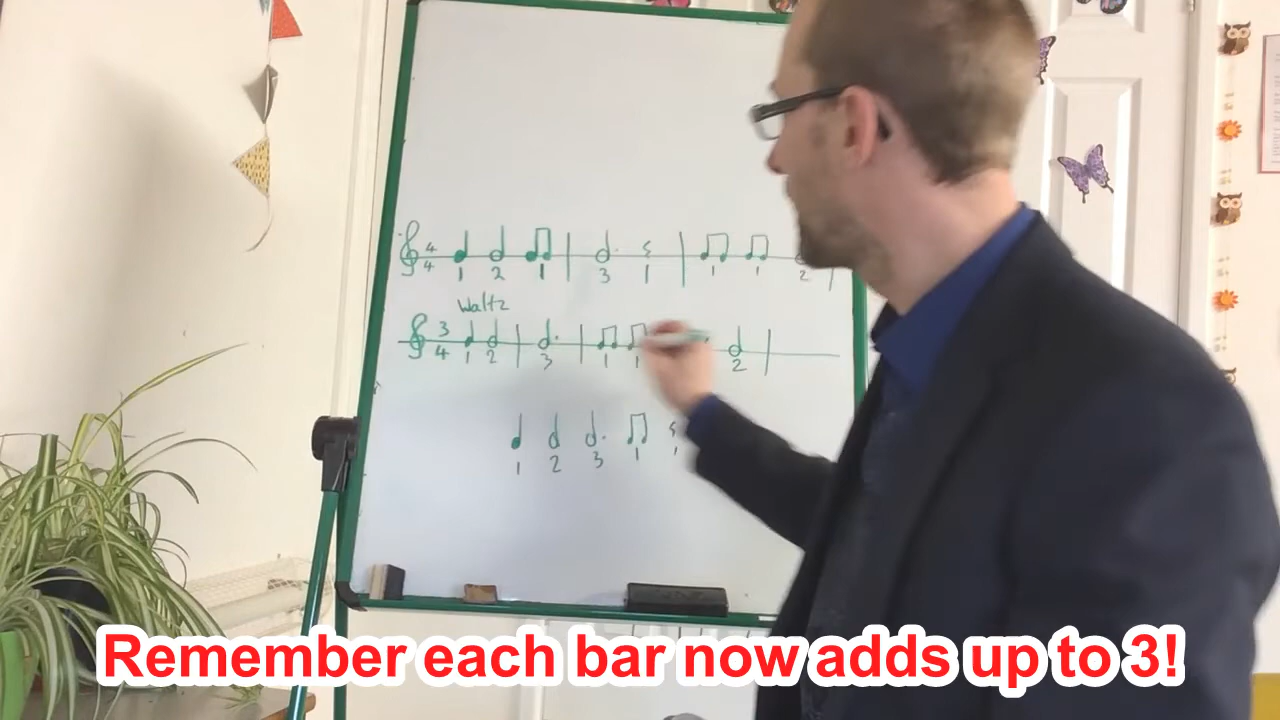 4 4
1 2 1 3 1 1 1 2
Waltz
3 4
1 2 3 1 1 2
1 2 3 1 1
Remember each bar now adds up to 3!